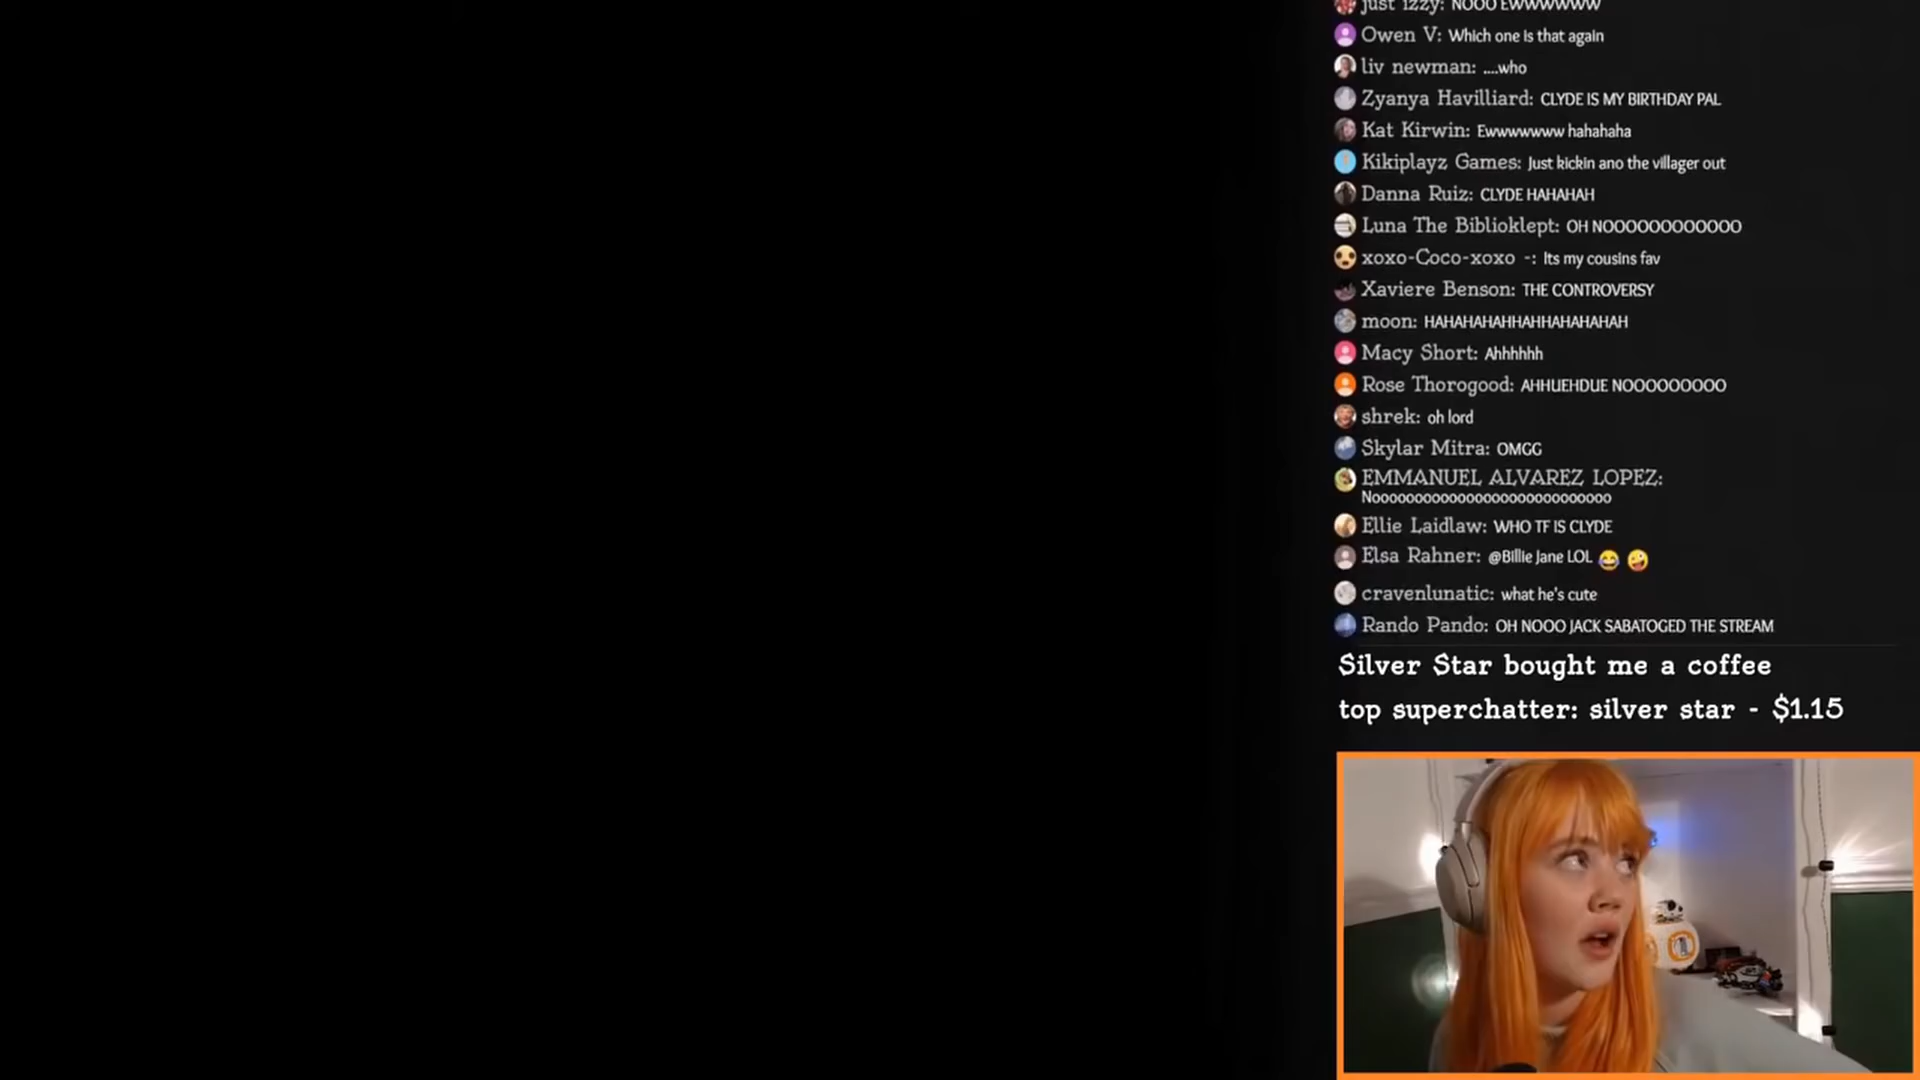 just izzy: NOOO EWWWWWW
Owen V: Which one is that again
liv newman: ....who
Zyanya Havilliard: CLYDE IS MY BIRTHDAY PAL
Kat Kirwin: Ewwwwwww hahahaha
Kikiplayz Games: Just kickin ano the villager out
Danna Ruiz: CLYDE HAHAHAH
Luna The Biblioklept: OH NOOOOOOOOOOOO
xoxo-Coco-xoxo -: Its my cousins fav
Xaviere Benson: THE CONTROVERSY
moon: HAHAHAHAHHAHHAHAHAHAH
Macy Short: Ahhhhhh
Rose Thorogood: AHHUEHDUE NOOOOOOOOO
shrek: oh lord
Skylar Mitra: OMGG
EMMANUEL ALVAREZ LOPEZ:
Noooooooooooooooooooooooooooo
Ellie Laidlaw: WHO TF IS CLYDE
Elsa Rahner: @Billie Jane LOL 😂 🤪
cravenlunatic: what he's cute
Rando Pando: OH NOOO JACK SABATOGED THE STREAM
Silver Star bought me a coffee
top superchatter: silver star - $1.15